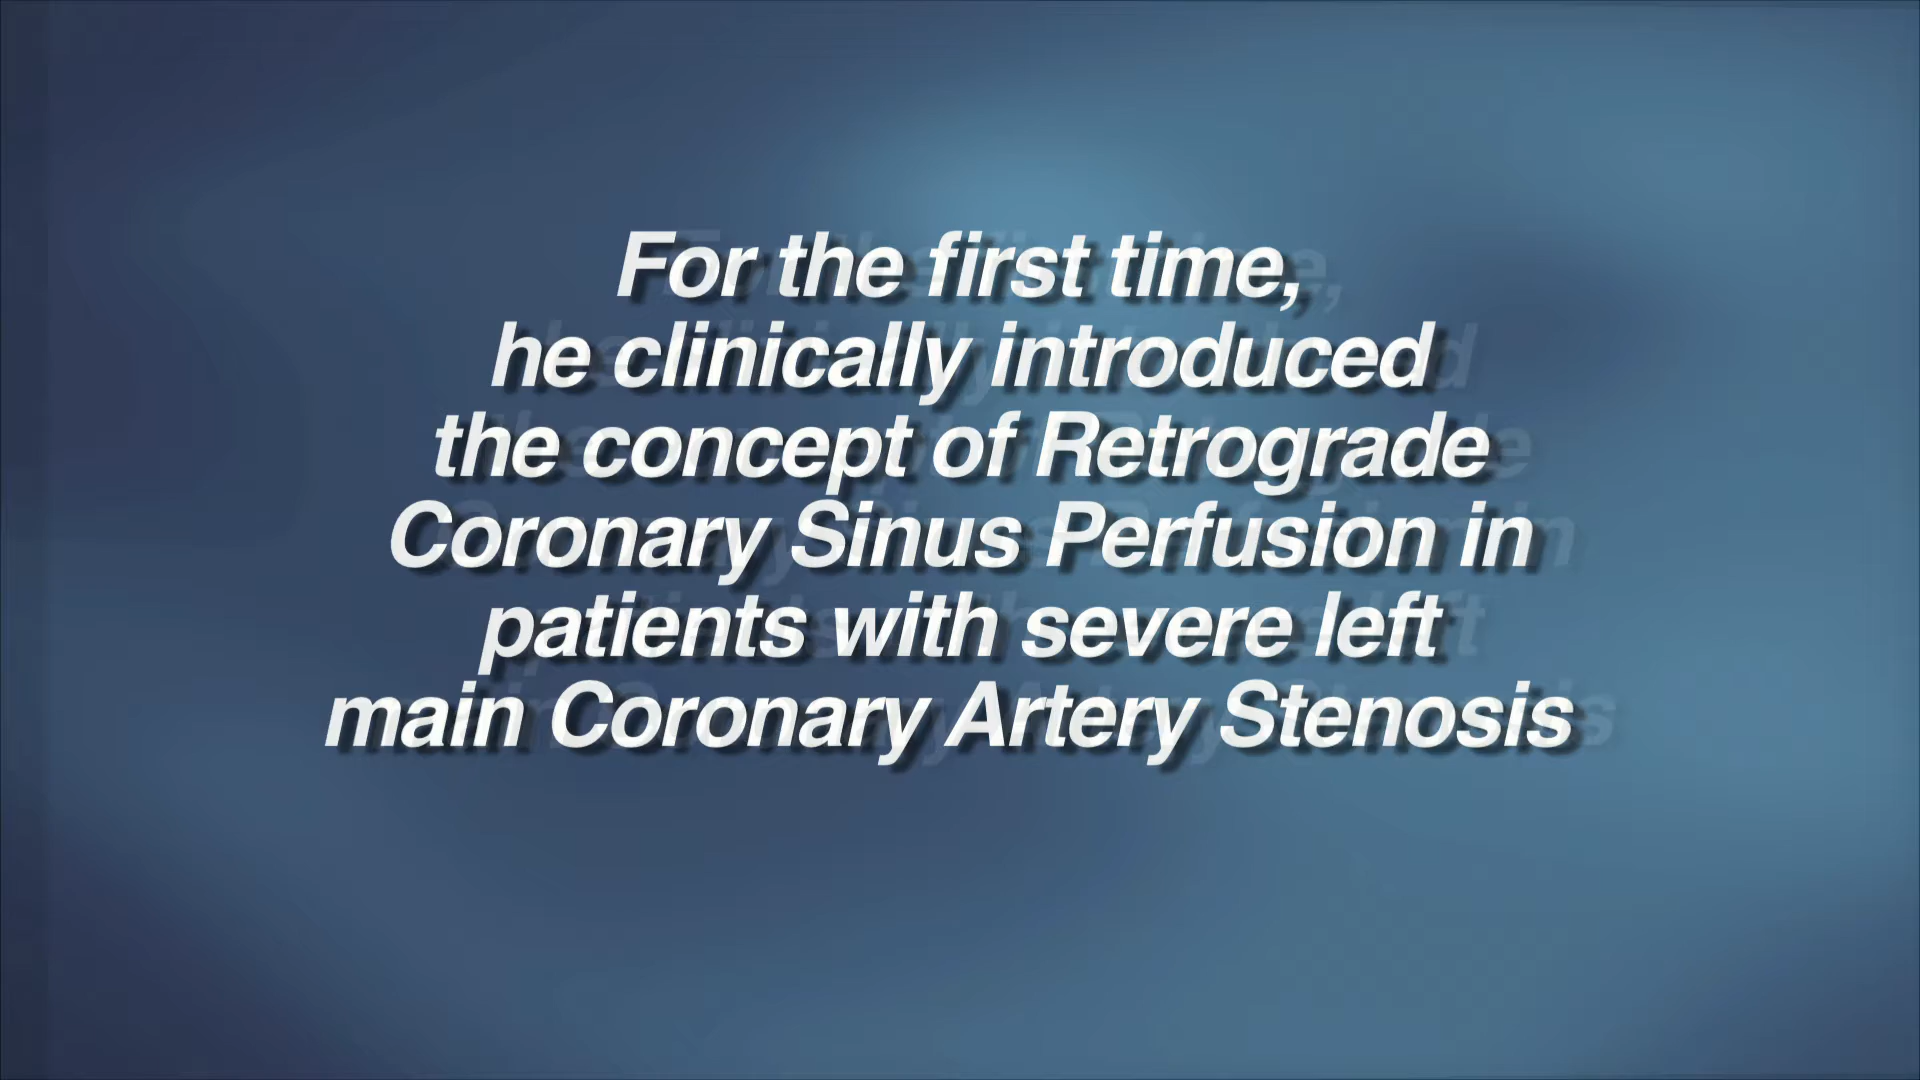 For the first time,
he clinically introduced
the concept of Retrograde
Coronary Sinus Perfusion in
patients with severe left
main Coronary Artery Stenosis